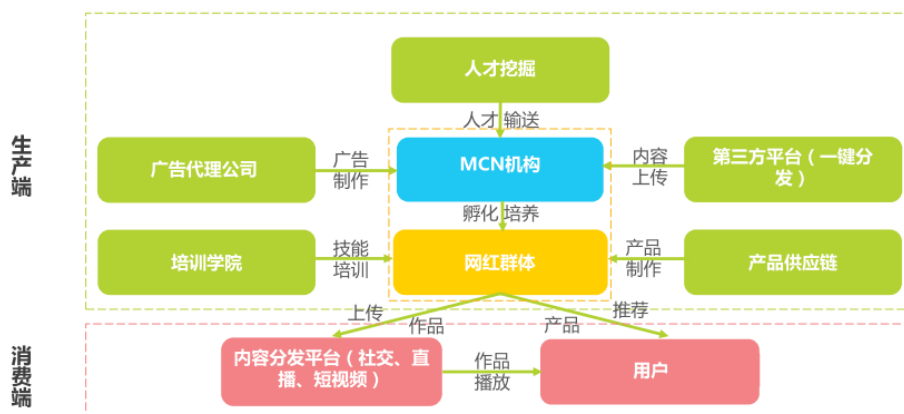 生产端
人才挖掘
人才 输送
广告代理公司
广告
制作
MCN机构
内容
上传
第三方平台（一键分
发）
孵化 培养
培训学院
技能
培训
网红群体
产品
制作
产品供应链
上传 作品
产品 推荐
消费端
内容分发平台（社交、直
播、短视频）
作品
播放
用户